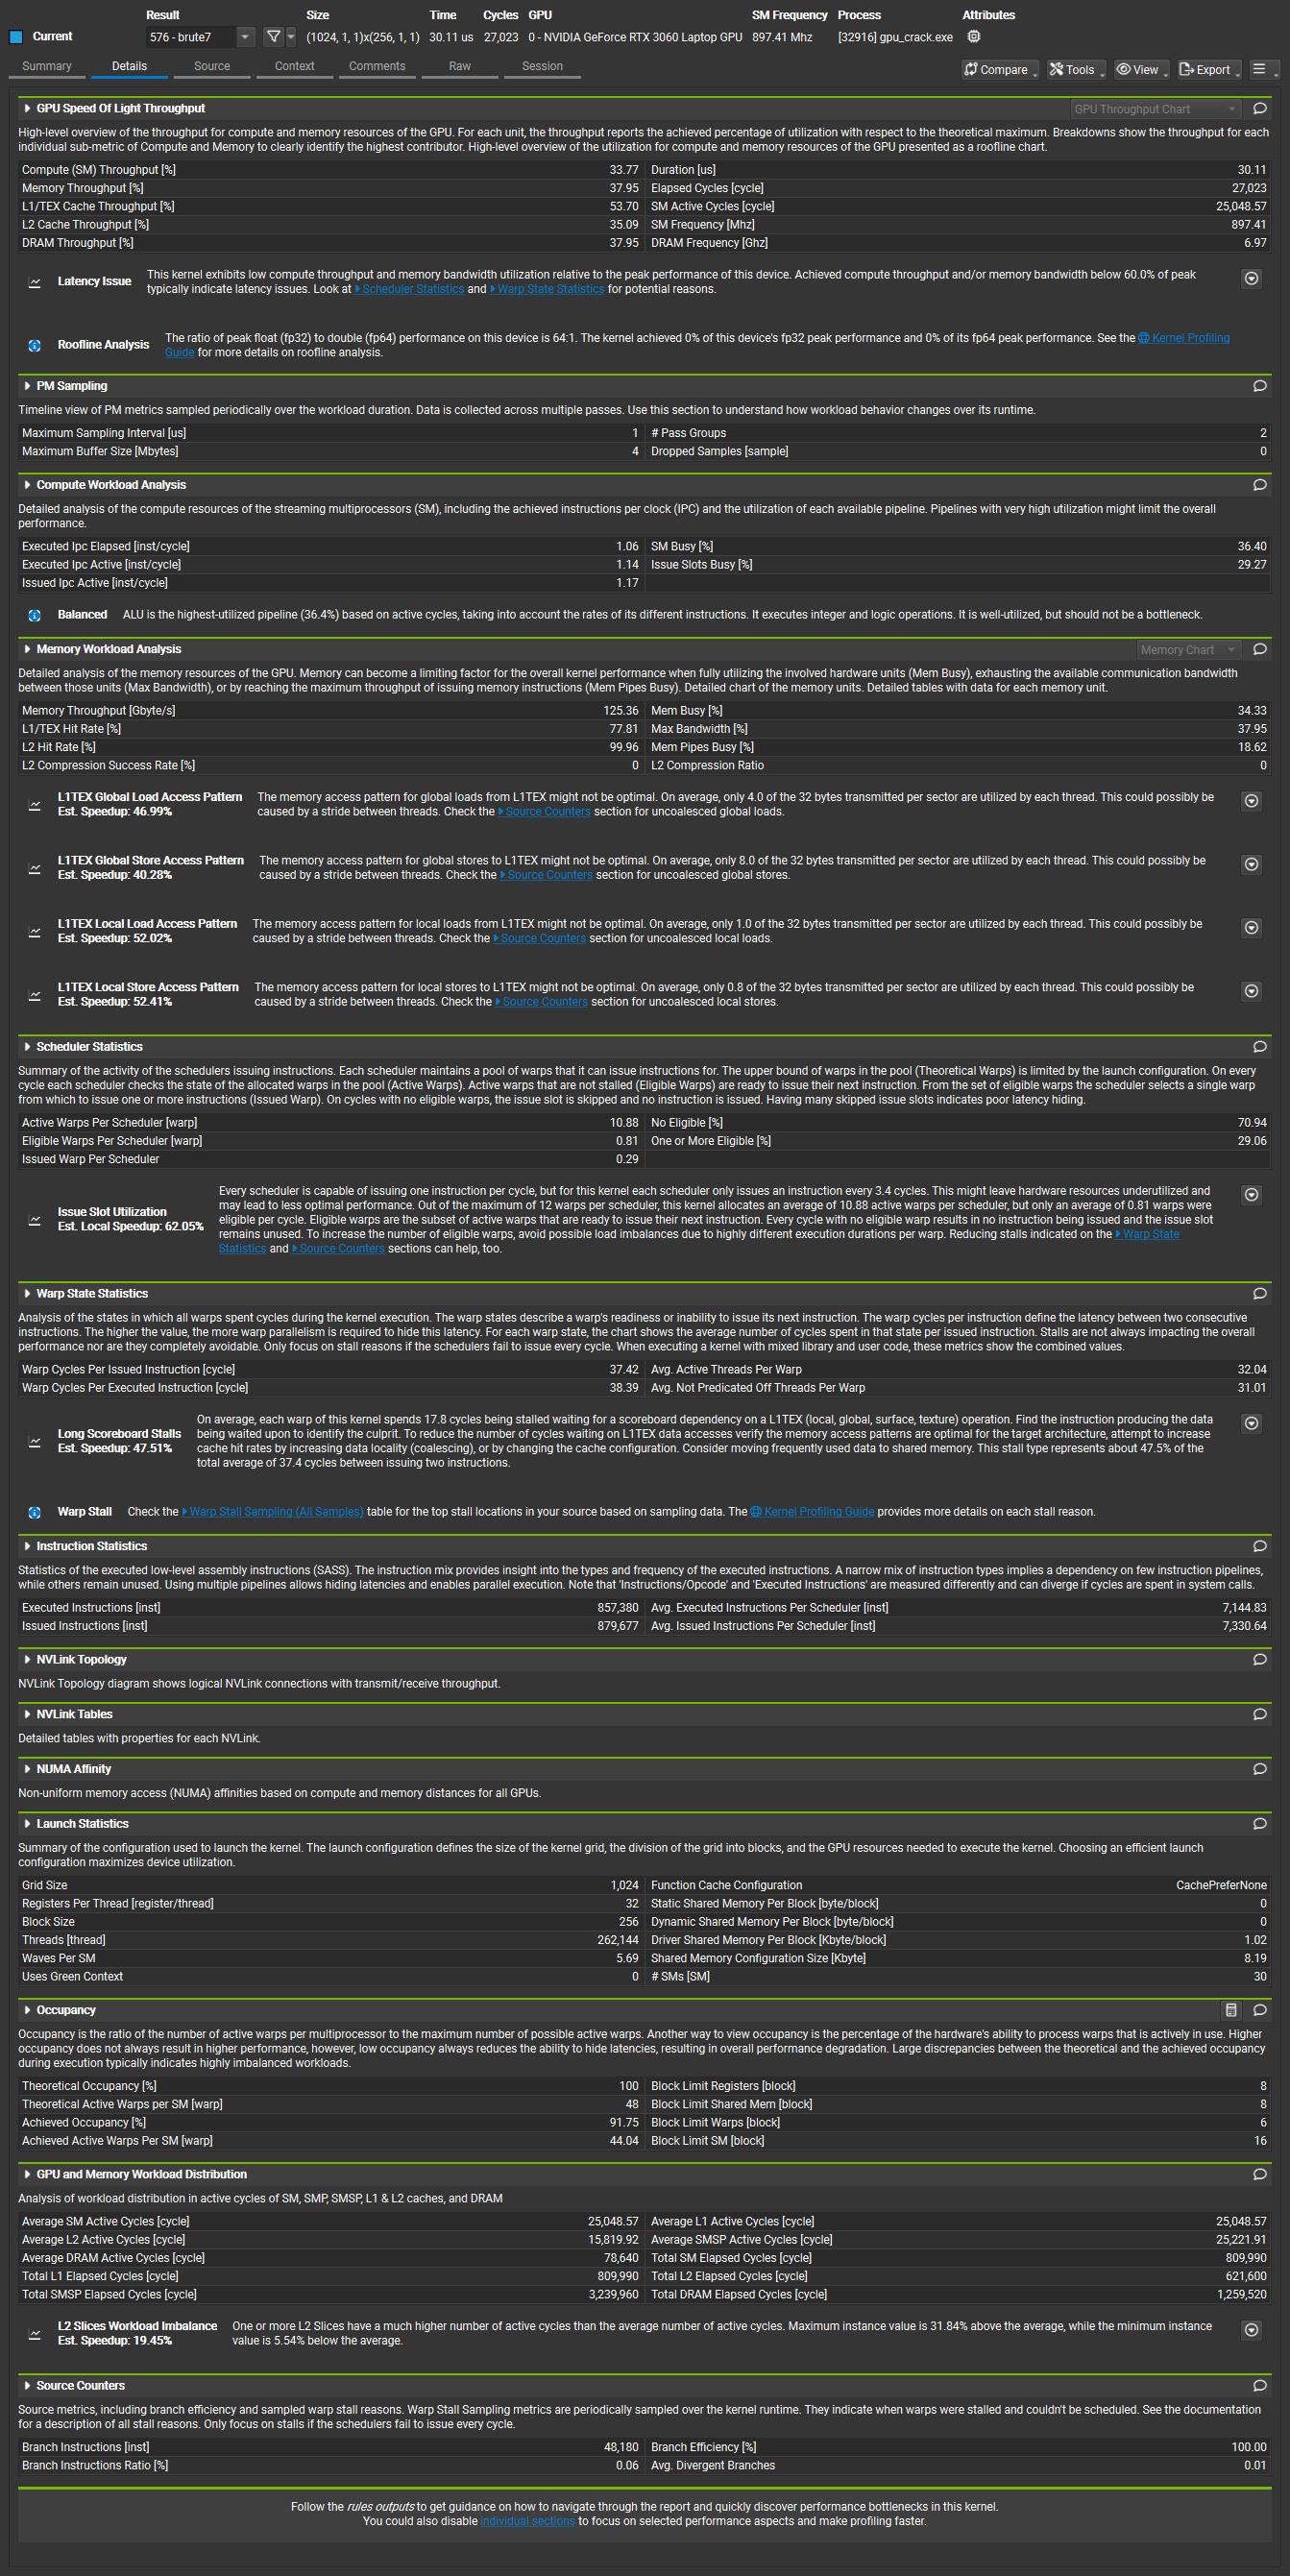 Result Size Time Cycles GPU SM Frequency Process Attributes
Current 576 - brute7 (1024, 1, 1)x(256, 1, 1) 30.11 us 27,023 0 - NVIDIA GeForce RTX 3060 Laptop GPU 897.41 Mhz [32916] gpu_crack.exe
Summary Details Source Context Comments Raw Session Compare Tools View Export
GPU Speed Of Light Throughput GPU Throughput Chart
High-level overview of the throughput for compute and memory resources of the GPU. For each unit, the throughput reports the achieved percentage of utilization with respect to the theoretical maximum. Breakdowns show the throughput for each
individual sub-metric of Compute and Memory to clearly identify the highest contributor. High-level overview of the utilization for compute and memory resources of the GPU presented as a roofline chart.
Compute (SM) Throughput [%] 33.77 Duration [us] 30.11
Memory Throughput [%] 37.95 Elapsed Cycles [cycle] 27,023
L1/TEX Cache Throughput [%] 53.70 SM Active Cycles [cycle] 25,048.57
L2 Cache Throughput [%] 35.09 SM Frequency [Mhz] 897.41
DRAM Throughput [%] 37.95 DRAM Frequency [Ghz] 6.97
Latency Issue This kernel exhibits low compute throughput and memory bandwidth utilization relative to the peak performance of this device. Achieved compute throughput and/or memory bandwidth below 60.0% of peak
typically indicate latency issues. Look at Scheduler Statistics and Warp State Statistics for potential reasons.
Roofline Analysis The ratio of peak float (fp32) to double (fp64) performance on this device is 64:1. The kernel achieved 0% of this device's fp32 peak performance and 0% of its fp64 peak performance. See the Kernel Profiling
Guide for more details on roofline analysis.
PM Sampling
Timeline view of PM metrics sampled periodically over the workload duration. Data is collected across multiple passes. Use this section to understand how workload behavior changes over its runtime.
Maximum Sampling Interval [us] 1 # Pass Groups 2
Maximum Buffer Size [Mbytes] 4 Dropped Samples [sample] 0
Compute Workload Analysis
Detailed analysis of the compute resources of the streaming multiprocessors (SM), including the achieved instructions per clock (IPC) and the utilization of each available pipeline. Pipelines with very high utilization might limit the overall
performance.
Executed Ipc Elapsed [inst/cycle] 1.06 SM Busy [%] 36.40
Executed Ipc Active [inst/cycle] 1.14 Issue Slots Busy [%] 29.27
Issued Ipc Active [inst/cycle] 1.17
Balanced ALU is the highest-utilized pipeline (36.4%) based on active cycles, taking into account the rates of its different instructions. It executes integer and logic operations. It is well-utilized, but should not be a bottleneck.
Memory Workload Analysis Memory Chart
Detailed analysis of the memory resources of the GPU. Memory can become a limiting factor for the overall kernel performance when fully utilizing the involved hardware units (Mem Busy), exhausting the available communication bandwidth
between those units (Max Bandwidth), or by reaching the maximum throughput of issuing memory instructions (Mem Pipes Busy). Detailed chart of the memory units. Detailed tables with data for each memory unit.
Memory Throughput [Gbyte/s] 125.36 Mem Busy [%] 34.33
L1/TEX Hit Rate [%] 77.81 Max Bandwidth [%] 37.95
L2 Hit Rate [%] 99.96 Mem Pipes Busy [%] 18.62
L2 Compression Success Rate [%] 0 L2 Compression Ratio 0
L1TEX Global Load Access Pattern The memory access pattern for global loads from L1TEX might not be optimal. On average, only 4.0 of the 32 bytes transmitted per sector are utilized by each thread. This could possibly be
Est. Speedup: 46.99% caused by a stride between threads. Check the Source Counters section for uncoalesced global loads.
L1TEX Global Store Access Pattern The memory access pattern for global stores to L1TEX might not be optimal. On average, only 8.0 of the 32 bytes transmitted per sector are utilized by each thread. This could possibly be
Est. Speedup: 40.28% caused by a stride between threads. Check the Source Counters section for uncoalesced global stores.
L1TEX Local Load Access Pattern The memory access pattern for local loads from L1TEX might not be optimal. On average, only 1.0 of the 32 bytes transmitted per sector are utilized by each thread. This could possibly be
Est. Speedup: 52.02% caused by a stride between threads. Check the Source Counters section for uncoalesced local loads.
L1TEX Local Store Access Pattern The memory access pattern for local stores to L1TEX might not be optimal. On average, only 0.8 of the 32 bytes transmitted per sector are utilized by each thread. This could possibly be
Est. Speedup: 52.41% caused by a stride between threads. Check the Source Counters section for uncoalesced local stores.
Scheduler Statistics
Summary of the activity of the schedulers issuing instructions. Each scheduler maintains a pool of warps that it can issue instructions for. The upper bound of warps in the pool (Theoretical Warps) is limited by the launch configuration. On every
cycle each scheduler checks the state of the allocated warps in the pool (Active Warps). Active warps that are not stalled (Eligible Warps) are ready to issue their next instruction. From the set of eligible warps the scheduler selects a single warp
from which to issue one or more instructions (Issued Warp). On cycles with no eligible warps, the issue slot is skipped and no instruction is issued. Having many skipped issue slots indicates poor latency hiding.
Active Warps Per Scheduler [warp] 10.88 No Eligible [%] 70.94
Eligible Warps Per Scheduler [warp] 0.81 One or More Eligible [%] 29.06
Issued Warp Per Scheduler 0.29
Every scheduler is capable of issuing one instruction per cycle, but for this kernel each scheduler only issues an instruction every 3.4 cycles. This might leave hardware resources underutilized and
Issue Slot Utilization may lead to less optimal performance. Out of the maximum of 12 warps per scheduler, this kernel allocates an average of 10.88 active warps per scheduler, but only an average of 0.81 warps were
Est. Local Speedup: 62.05% eligible per cycle. Eligible warps are the subset of active warps that are ready to issue their next instruction. Every cycle with no eligible warp results in no instruction being issued and the issue slot
remains unused. To increase the number of eligible warps, avoid possible load imbalances due to highly different execution durations per warp. Reducing stalls indicated on the Warp State
Statistics and Source Counters sections can help, too.
Warp State Statistics
Analysis of the states in which all warps spent cycles during the kernel execution. The warp states describe a warp's readiness or inability to issue its next instruction. The warp cycles per instruction define the latency between two consecutive
instructions. The higher the value, the more warp parallelism is required to hide this latency. For each warp state, the chart shows the average number of cycles spent in that state per issued instruction. Stalls are not always impacting the overall
performance nor are they completely avoidable. Only focus on stall reasons if the schedulers fail to issue every cycle. When executing a kernel with mixed library and user code, these metrics show the combined values.
Warp Cycles Per Issued Instruction [cycle] 37.42 Avg. Active Threads Per Warp 32.04
Warp Cycles Per Executed Instruction [cycle] 38.39 Avg. Not Predicated Off Threads Per Warp 31.01
On average, each warp of this kernel spends 17.8 cycles being stalled waiting for a scoreboard dependency on a L1TEX (local, global, surface, texture) operation. Find the instruction producing the data
Long Scoreboard Stalls being waited upon to identify the culprit. To reduce the number of cycles waiting on L1TEX data accesses verify the memory access patterns are optimal for the target architecture, attempt to increase
Est. Speedup: 47.51% cache hit rates by increasing data locality (coalescing), or by changing the cache configuration. Consider moving frequently used data to shared memory. This stall type represents about 47.5% of the
total average of 37.4 cycles between issuing two instructions.
Warp Stall Check the Warp Stall Sampling (All Samples) table for the top stall locations in your source based on sampling data. The Kernel Profiling Guide provides more details on each stall reason.
Instruction Statistics
Statistics of the executed low-level assembly instructions (SASS). The instruction mix provides insight into the types and frequency of the executed instructions. A narrow mix of instruction types implies a dependency on few instruction pipelines,
while others remain unused. Using multiple pipelines allows hiding latencies and enables parallel execution. Note that 'Instructions/Opcode' and 'Executed Instructions' are measured differently and can diverge if cycles are spent in system calls.
Executed Instructions [inst] 857,380 Avg. Executed Instructions Per Scheduler [inst] 7,144.83
Issued Instructions [inst] 879,677 Avg. Issued Instructions Per Scheduler [inst] 7,330.64
NVLink Topology
NVLink Topology diagram shows logical NVLink connections with transmit/receive throughput.
NVLink Tables
Detailed tables with properties for each NVLink.
NUMA Affinity
Non-uniform memory access (NUMA) affinities based on compute and memory distances for all GPUs.
Launch Statistics
Summary of the configuration used to launch the kernel. The launch configuration defines the size of the kernel grid, the division of the grid into blocks, and the GPU resources needed to execute the kernel. Choosing an efficient launch
configuration maximizes device utilization.
Grid Size 1,024 Function Cache Configuration CachePreferNone
Registers Per Thread [register/thread] 32 Static Shared Memory Per Block [byte/block] 0
Block Size 256 Dynamic Shared Memory Per Block [byte/block] 0
Threads [thread] 262,144 Driver Shared Memory Per Block [Kbyte/block] 1.02
Waves Per SM 5.69 Shared Memory Configuration Size [Kbyte] 8.19
Uses Green Context 0 # SMs [SM] 30
Occupancy
Occupancy is the ratio of the number of active warps per multiprocessor to the maximum number of possible active warps. Another way to view occupancy is the percentage of the hardware's ability to process warps that is actively in use. Higher
occupancy does not always result in higher performance, however, low occupancy always reduces the ability to hide latencies, resulting in overall performance degradation. Large discrepancies between the theoretical and the achieved occupancy
during execution typically indicates highly imbalanced workloads.
Theoretical Occupancy [%] 100 Block Limit Registers [block] 8
Theoretical Active Warps per SM [warp] 48 Block Limit Shared Mem [block] 8
Achieved Occupancy [%] 91.75 Block Limit Warps [block] 6
Achieved Active Warps Per SM [warp] 44.04 Block Limit SM [block] 16
GPU and Memory Workload Distribution
Analysis of workload distribution in active cycles of SM, SMP, SMSP, L1 & L2 caches, and DRAM
Average SM Active Cycles [cycle] 25,048.57 Average L1 Active Cycles [cycle] 25,048.57
Average L2 Active Cycles [cycle] 15,819.92 Average SMSP Active Cycles [cycle] 25,221.91
Average DRAM Active Cycles [cycle] 78,640 Total SM Elapsed Cycles [cycle] 809,990
Total L1 Elapsed Cycles [cycle] 809,990 Total L2 Elapsed Cycles [cycle] 621,600
Total SMSP Elapsed Cycles [cycle] 3,239,960 Total DRAM Elapsed Cycles [cycle] 1,259,520
L2 Slices Workload Imbalance One or more L2 Slices have a much higher number of active cycles than the average number of active cycles. Maximum instance value is 31.84% above the average, while the minimum instance
Est. Speedup: 19.45% value is 5.54% below the average.
Source Counters
Source metrics, including branch efficiency and sampled warp stall reasons. Warp Stall Sampling metrics are periodically sampled over the kernel runtime. They indicate when warps were stalled and couldn't be scheduled. See the documentation
for a description of all stall reasons. Only focus on stalls if the schedulers fail to issue every cycle.
Branch Instructions [inst] 48,180 Branch Efficiency [%] 100.00
Branch Instructions Ratio [%] 0.06 Avg. Divergent Branches 0.01
Follow the rules outputs to get guidance on how to navigate through the report and quickly discover performance bottlenecks in this kernel.
You could also disable individual sections to focus on selected performance aspects and make profiling faster.